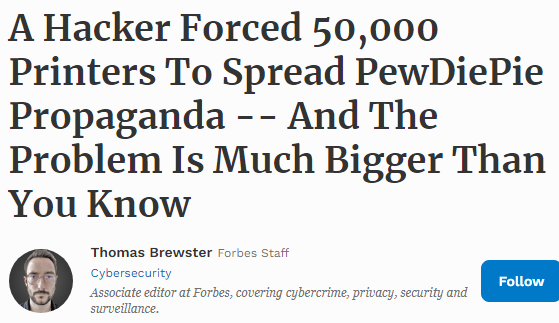 A Hacker Forced 50,000
Printers To Spread PewDiePie
Propaganda -- And The
Problem Is Much Bigger Than
You Know
Thomas Brewster Forbes Staff
Cybersecurity
Associate editor at Forbes, covering cybercrime, privacy, security and
surveillance.
Follow